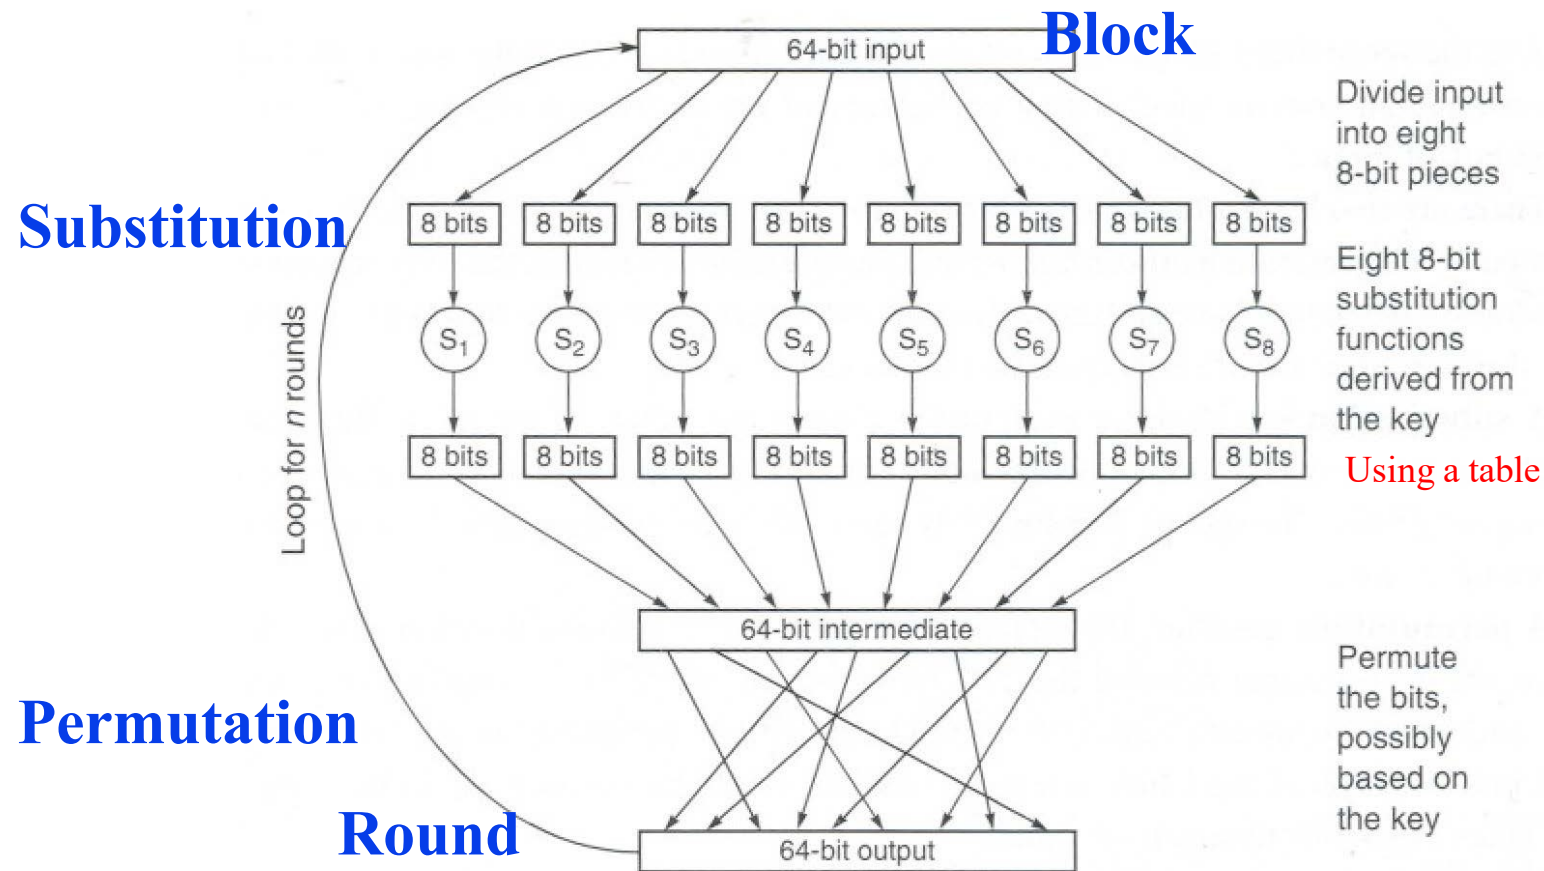 Block
64-bit input
Divide input
into eight
8-bit pieces
Substitution
8 bits 8 bits 8 bits 8 bits 8 bits 8 bits 8 bits 8 bits
Eight 8-bit
substitution
functions
derived from
the key
S1 S2 S3 S4 S5 S6 S7 S8
Loop for n rounds
8 bits 8 bits 8 bits 8 bits 8 bits 8 bits 8 bits 8 bits
Using a table
64-bit intermediate
Permutation
Permute
the bits,
possibly
based on
the key
Round
64-bit output